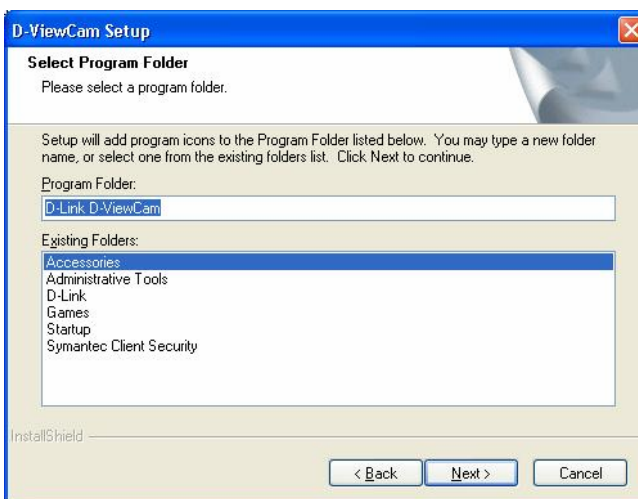 D-ViewCam Setup
Select Program Folder
Please select a program folder.
Setup will add program icons to the Program Folder listed below.  You may type a new folder
name, or select one from the existing folders list.  Click Next to continue.
Program Folder:
D-Link D-ViewCam
Existing Folders:
Accessories
Administrative Tools
D-Link
Games
Startup
Symantec Client Security
InstallShield
< Back
Next >
Cancel